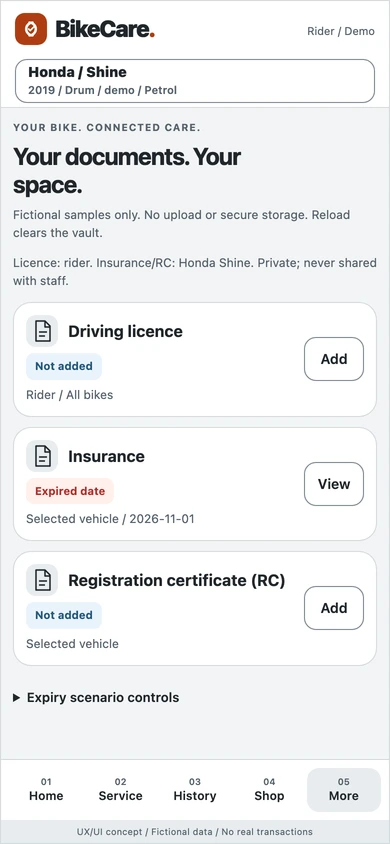 BikeCare.
Rider / Demo
Honda / Shine
2019 / Drum / demo / Petrol
YOUR BIKE. CONNECTED CARE.
Your documents. Your
space.
Fictional samples only. No upload or secure storage. Reload
clears the vault.
Licence: rider. Insurance/RC: Honda Shine. Private; never shared
with staff.
Driving licence
Not added
Rider / All bikes
Add
Insurance
Expired date
Selected vehicle / 2026-11-01
View
Registration certificate (RC)
Not added
Selected vehicle
Add
Expiry scenario controls
01
Home
02
Service
03
History
04
Shop
05
More
UX/UI concept / Fictional data / No real transactions